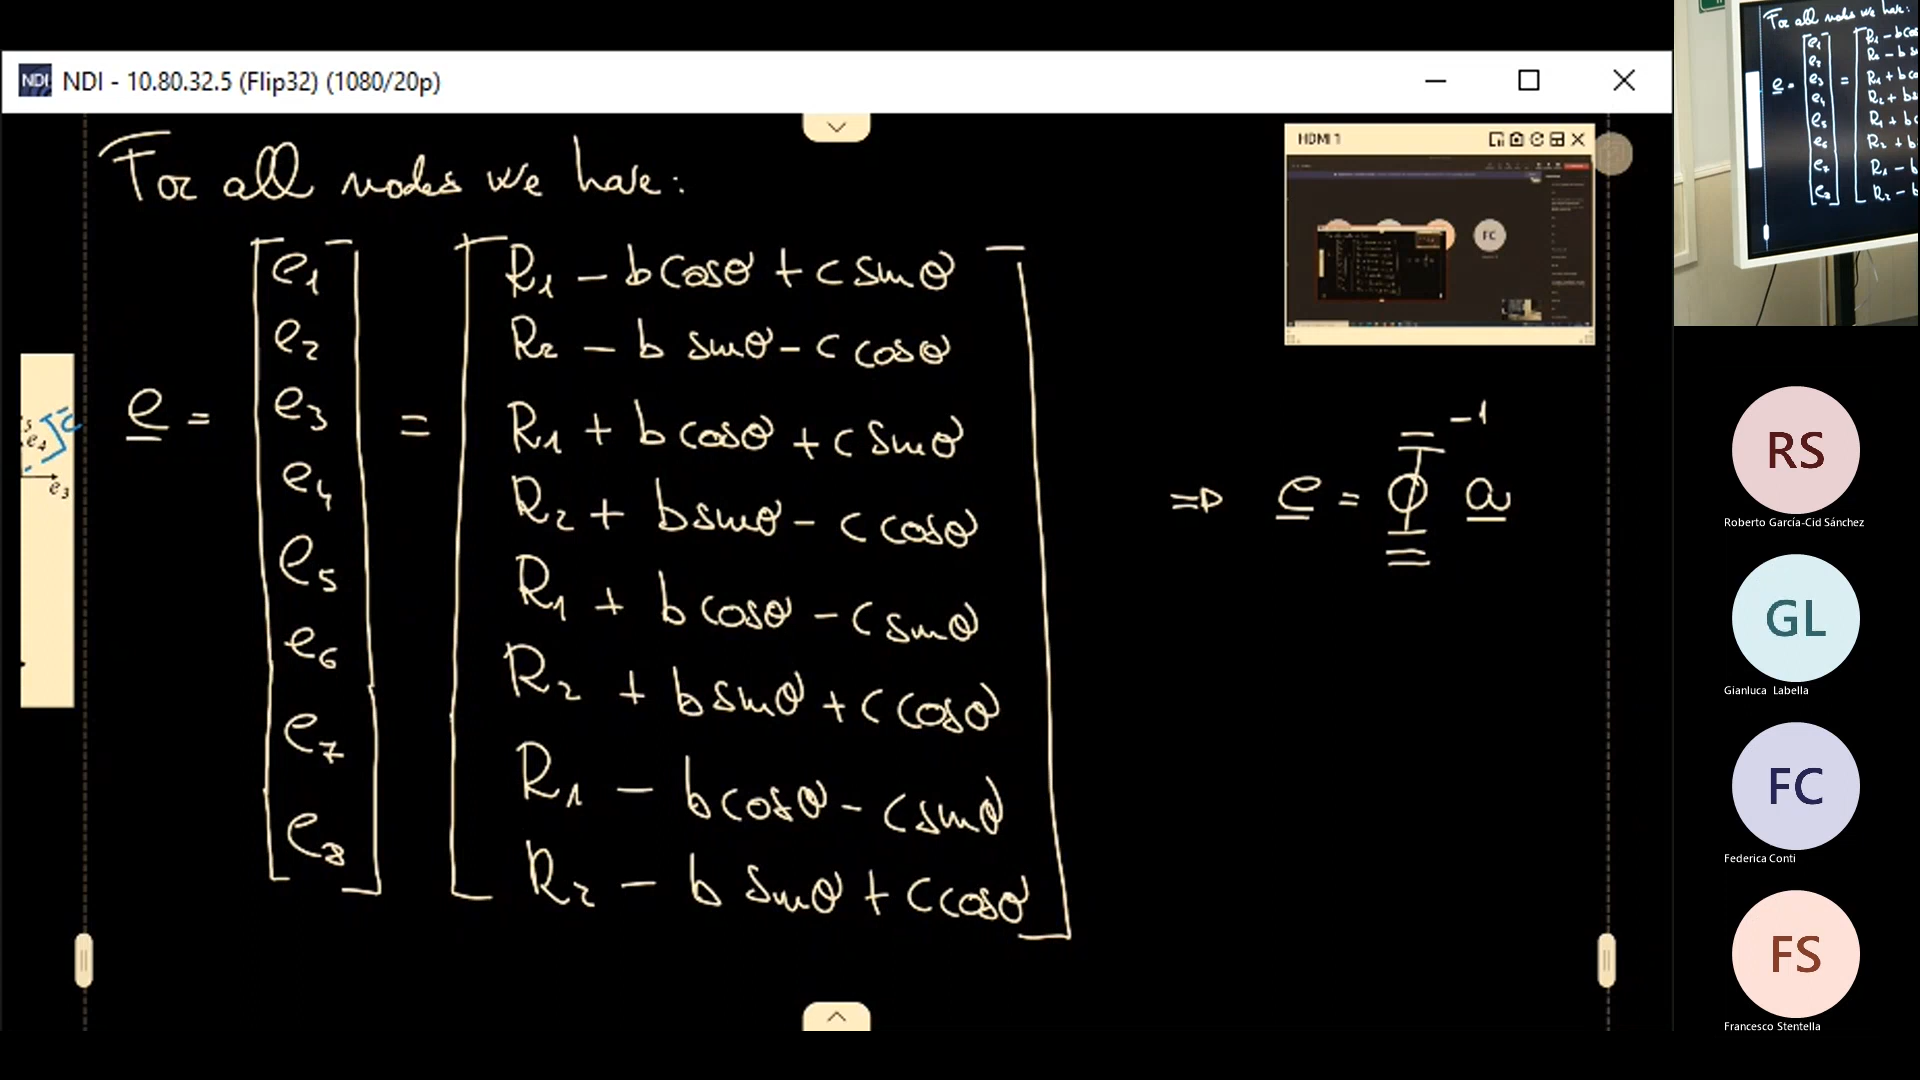 NDI - 10.80.32.5 (Flip32) (1080/20p)
For all nodes we have:
HDMI 1
FC
e = [e1 e2 e3 e4 e5 e6 e7 e8] =
R1 - b cosθ + c sinθ
R2 - b sinθ - c cosθ
R1 + b cosθ + c sinθ
R2 + b sinθ - c cosθ
R1 + b cosθ - c sinθ
R2 + b sinθ + c cosθ
R1 - b cosθ - c sinθ
R2 - b sinθ + c cosθ
=> e = Φ^-1 a
e3
RS
Roberto García-Cid Sánchez
GL
Gianluca Labella
FC
Federica Conti
FS
Francesco Stentella